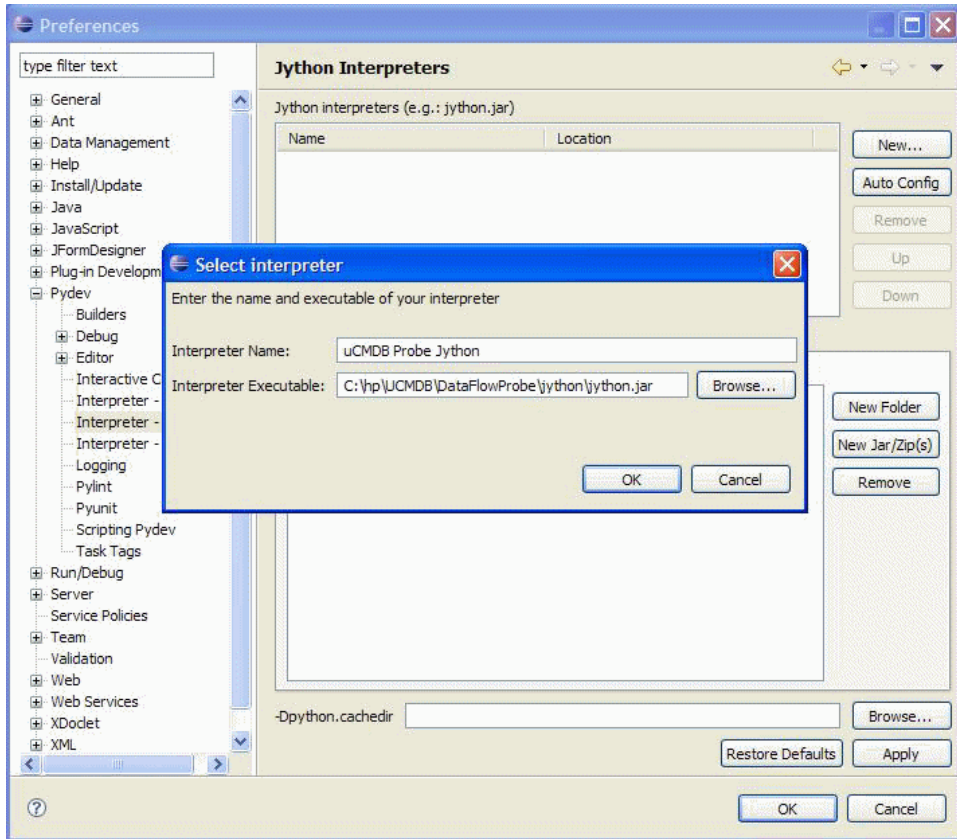 Preferences
type filter text
General
Ant
Data Management
Help
Install/Update
Java
JavaScript
JFormDesigner
Plug-in Developm
Pydev
Builders
Debug
Editor
Interactive C
Interpreter -
Interpreter -
Interpreter -
Logging
Pylint
Pyunit
Scripting Pydev
Task Tags
Run/Debug
Server
Service Policies
Team
Validation
Web
Web Services
XDoclet
XML
Jython Interpreters
Jython interpreters (e.g.: jython.jar)
Name Location
New...
Auto Config
Remove
Up
Down
Select interpreter
Enter the name and executable of your interpreter
Interpreter Name: uCMDB Probe Jython
Interpreter Executable: C:\hp\UCMDB\DataFlowProbe\jython\jython.jar Browse...
OK Cancel
New Folder
New Jar/Zip(s)
Remove
-Dpython.cachedir Browse...
Restore Defaults Apply
OK Cancel